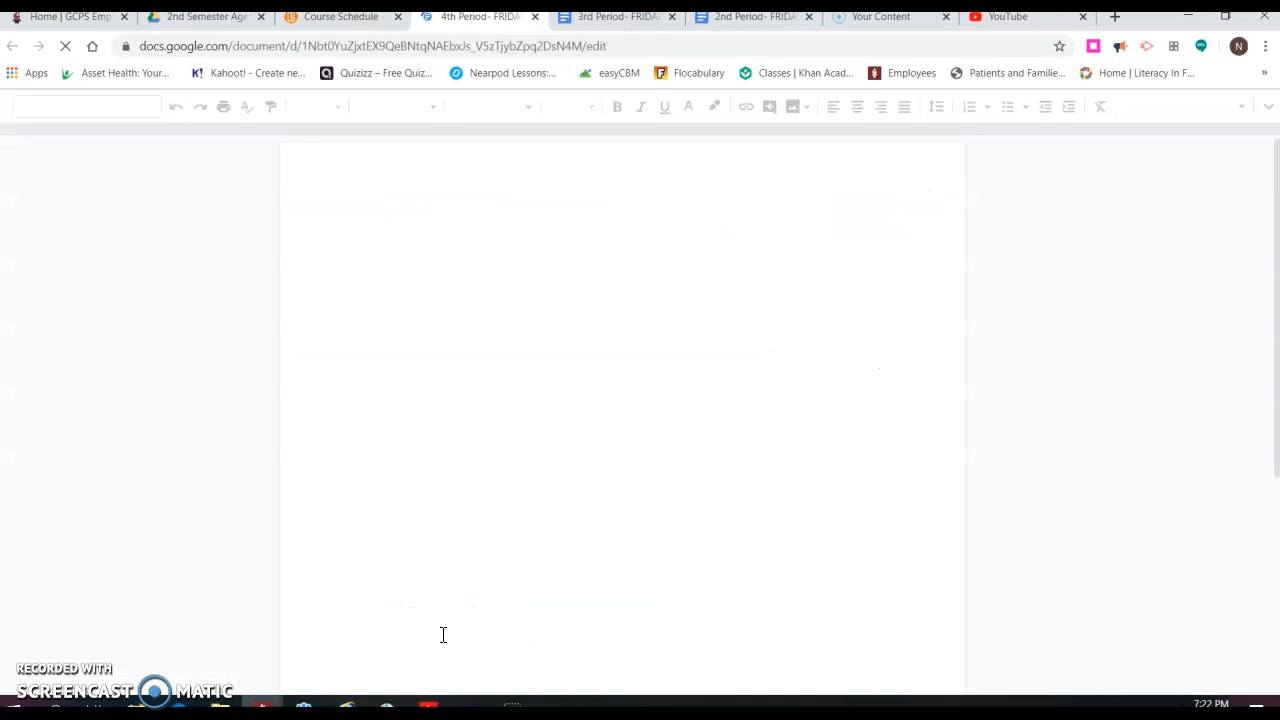 Home | GCPS Emp 2nd Semester Age Course Schedule - 4th Period- FRIDAY 3rd Period- FRIDAY 2nd Period- FRIDA Your Content YouTube
docs.google.com/document/d/1Nbt0YuZjxtEX9QeBNtqNAEbxJs_V5zTjybZpq2DsN4M/edit N
Apps Asset Health: Your... Kahoot! - Create ne... Quizizz – Free Quiz... Nearpod Lessons:... easyCBM Flocabulary Classes | Khan Acad... Employees Patients and Familie... Home | Literacy In F... »
B I U A
RECORDED WITH
SCREENCAST MATIC
7:22 PM